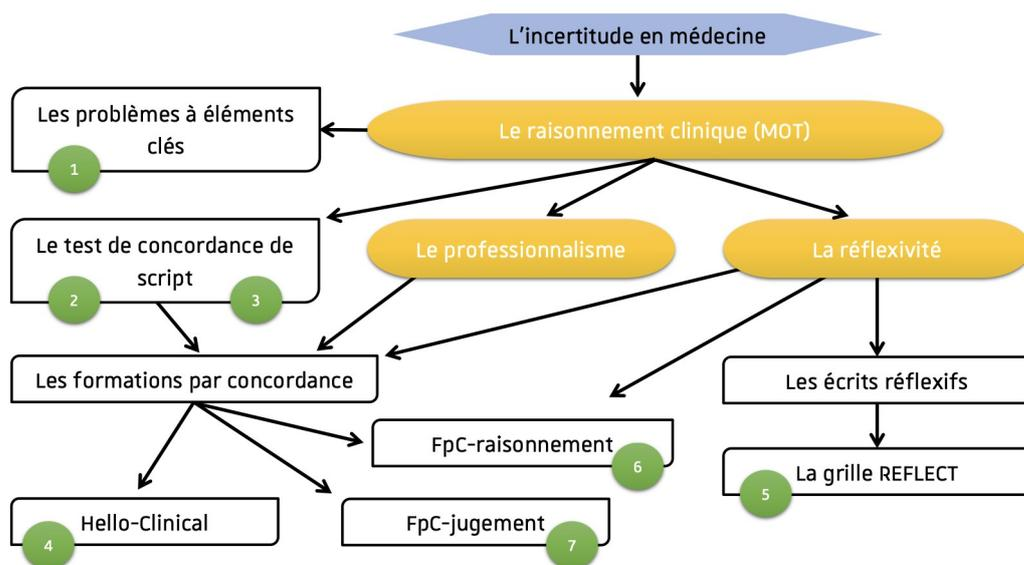 L'incertitude en médecine
Les problèmes à éléments
clés
1
Le raisonnement clinique (MOT)
Le test de concordance de
script
2
3
Le professionnalisme
La réflexivité
Les formations par concordance
Les écrits réflexifs
FpC-raisonnement
6
La grille REFLECT
5
Hello-Clinical
4
FpC-jugement
7